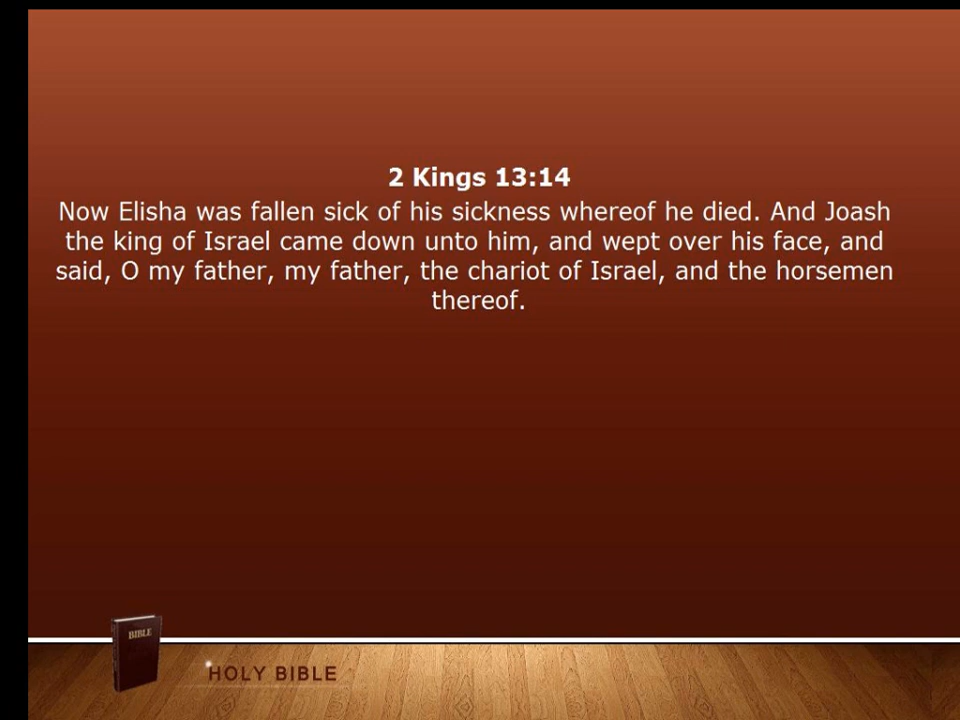 2 Kings 13:14
Now Elisha was fallen sick of his sickness whereof he died. And Joash
the king of Israel came down unto him, and wept over his face, and
said, O my father, my father, the chariot of Israel, and the horsemen
thereof.
BIBLE
HOLY BIBLE